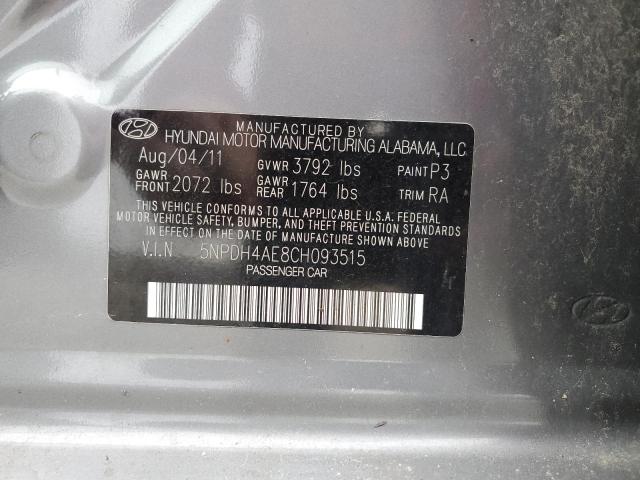 MANUFACTURED BY
HYUNDAI MOTOR MANUFACTURING ALABAMA, LLC
Aug/04/11 GVWR 3792 lbs PAINT P3
GAWR FRONT 2072 lbs GAWR REAR 1764 lbs TRIM RA
THIS VEHICLE CONFORMS TO ALL APPLICABLE U.S.A. FEDERAL
MOTOR VEHICLE SAFETY, BUMPER, AND THEFT PREVENTION STANDARDS
IN EFFECT ON THE DATE OF MANUFACTURE SHOWN ABOVE.
V.I.N 5NPDH4AE8CH093515
PASSENGER CAR